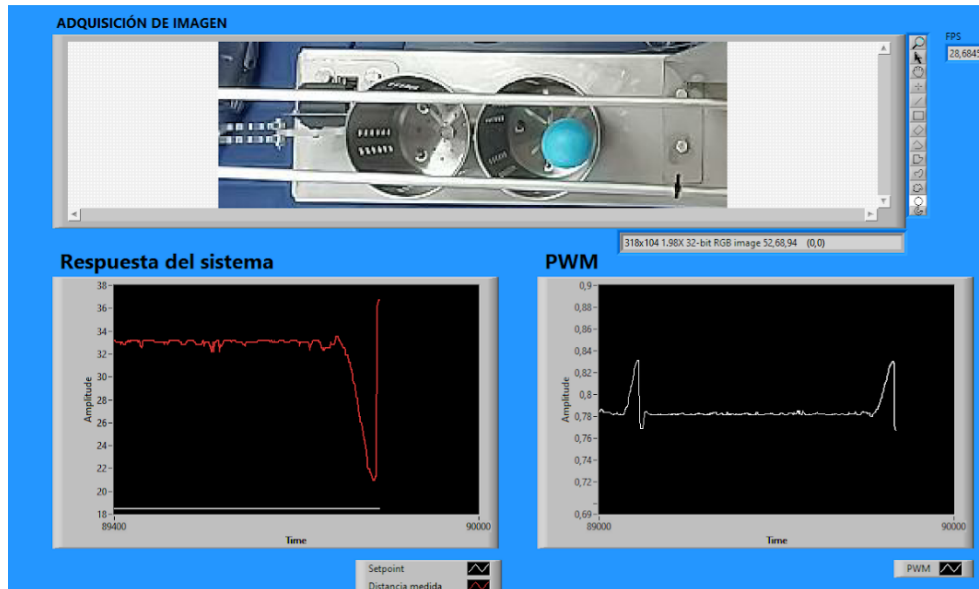 ADQUISICIÓN DE IMAGEN
FPS
28,6845
318x104 1.98X 32-bit RGB image 52,68,94 (0,0)
Respuesta del sistema
38
36
34
32
30
28
26
24
22
20
18
Amplitude
89400
90000
Time
Setpoint
Distancia medida
PWM
0,9
0,88
0,86
0,84
0,82
0,8
0,78
0,76
0,74
0,72
0,69
Amplitude
89000
90000
Time
PWM